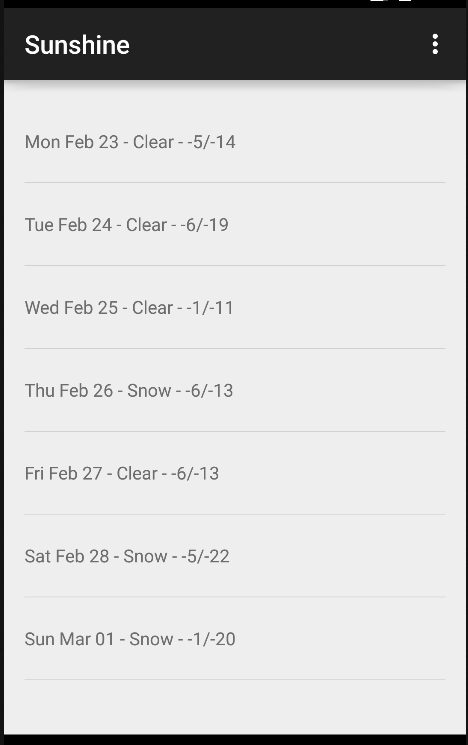 Sunshine
Mon Feb 23 - Clear - -5/-14
Tue Feb 24 - Clear - -6/-19
Wed Feb 25 - Clear - -1/-11
Thu Feb 26 - Snow - -6/-13
Fri Feb 27 - Clear - -6/-13
Sat Feb 28 - Snow - -5/-22
Sun Mar 01 - Snow - -1/-20